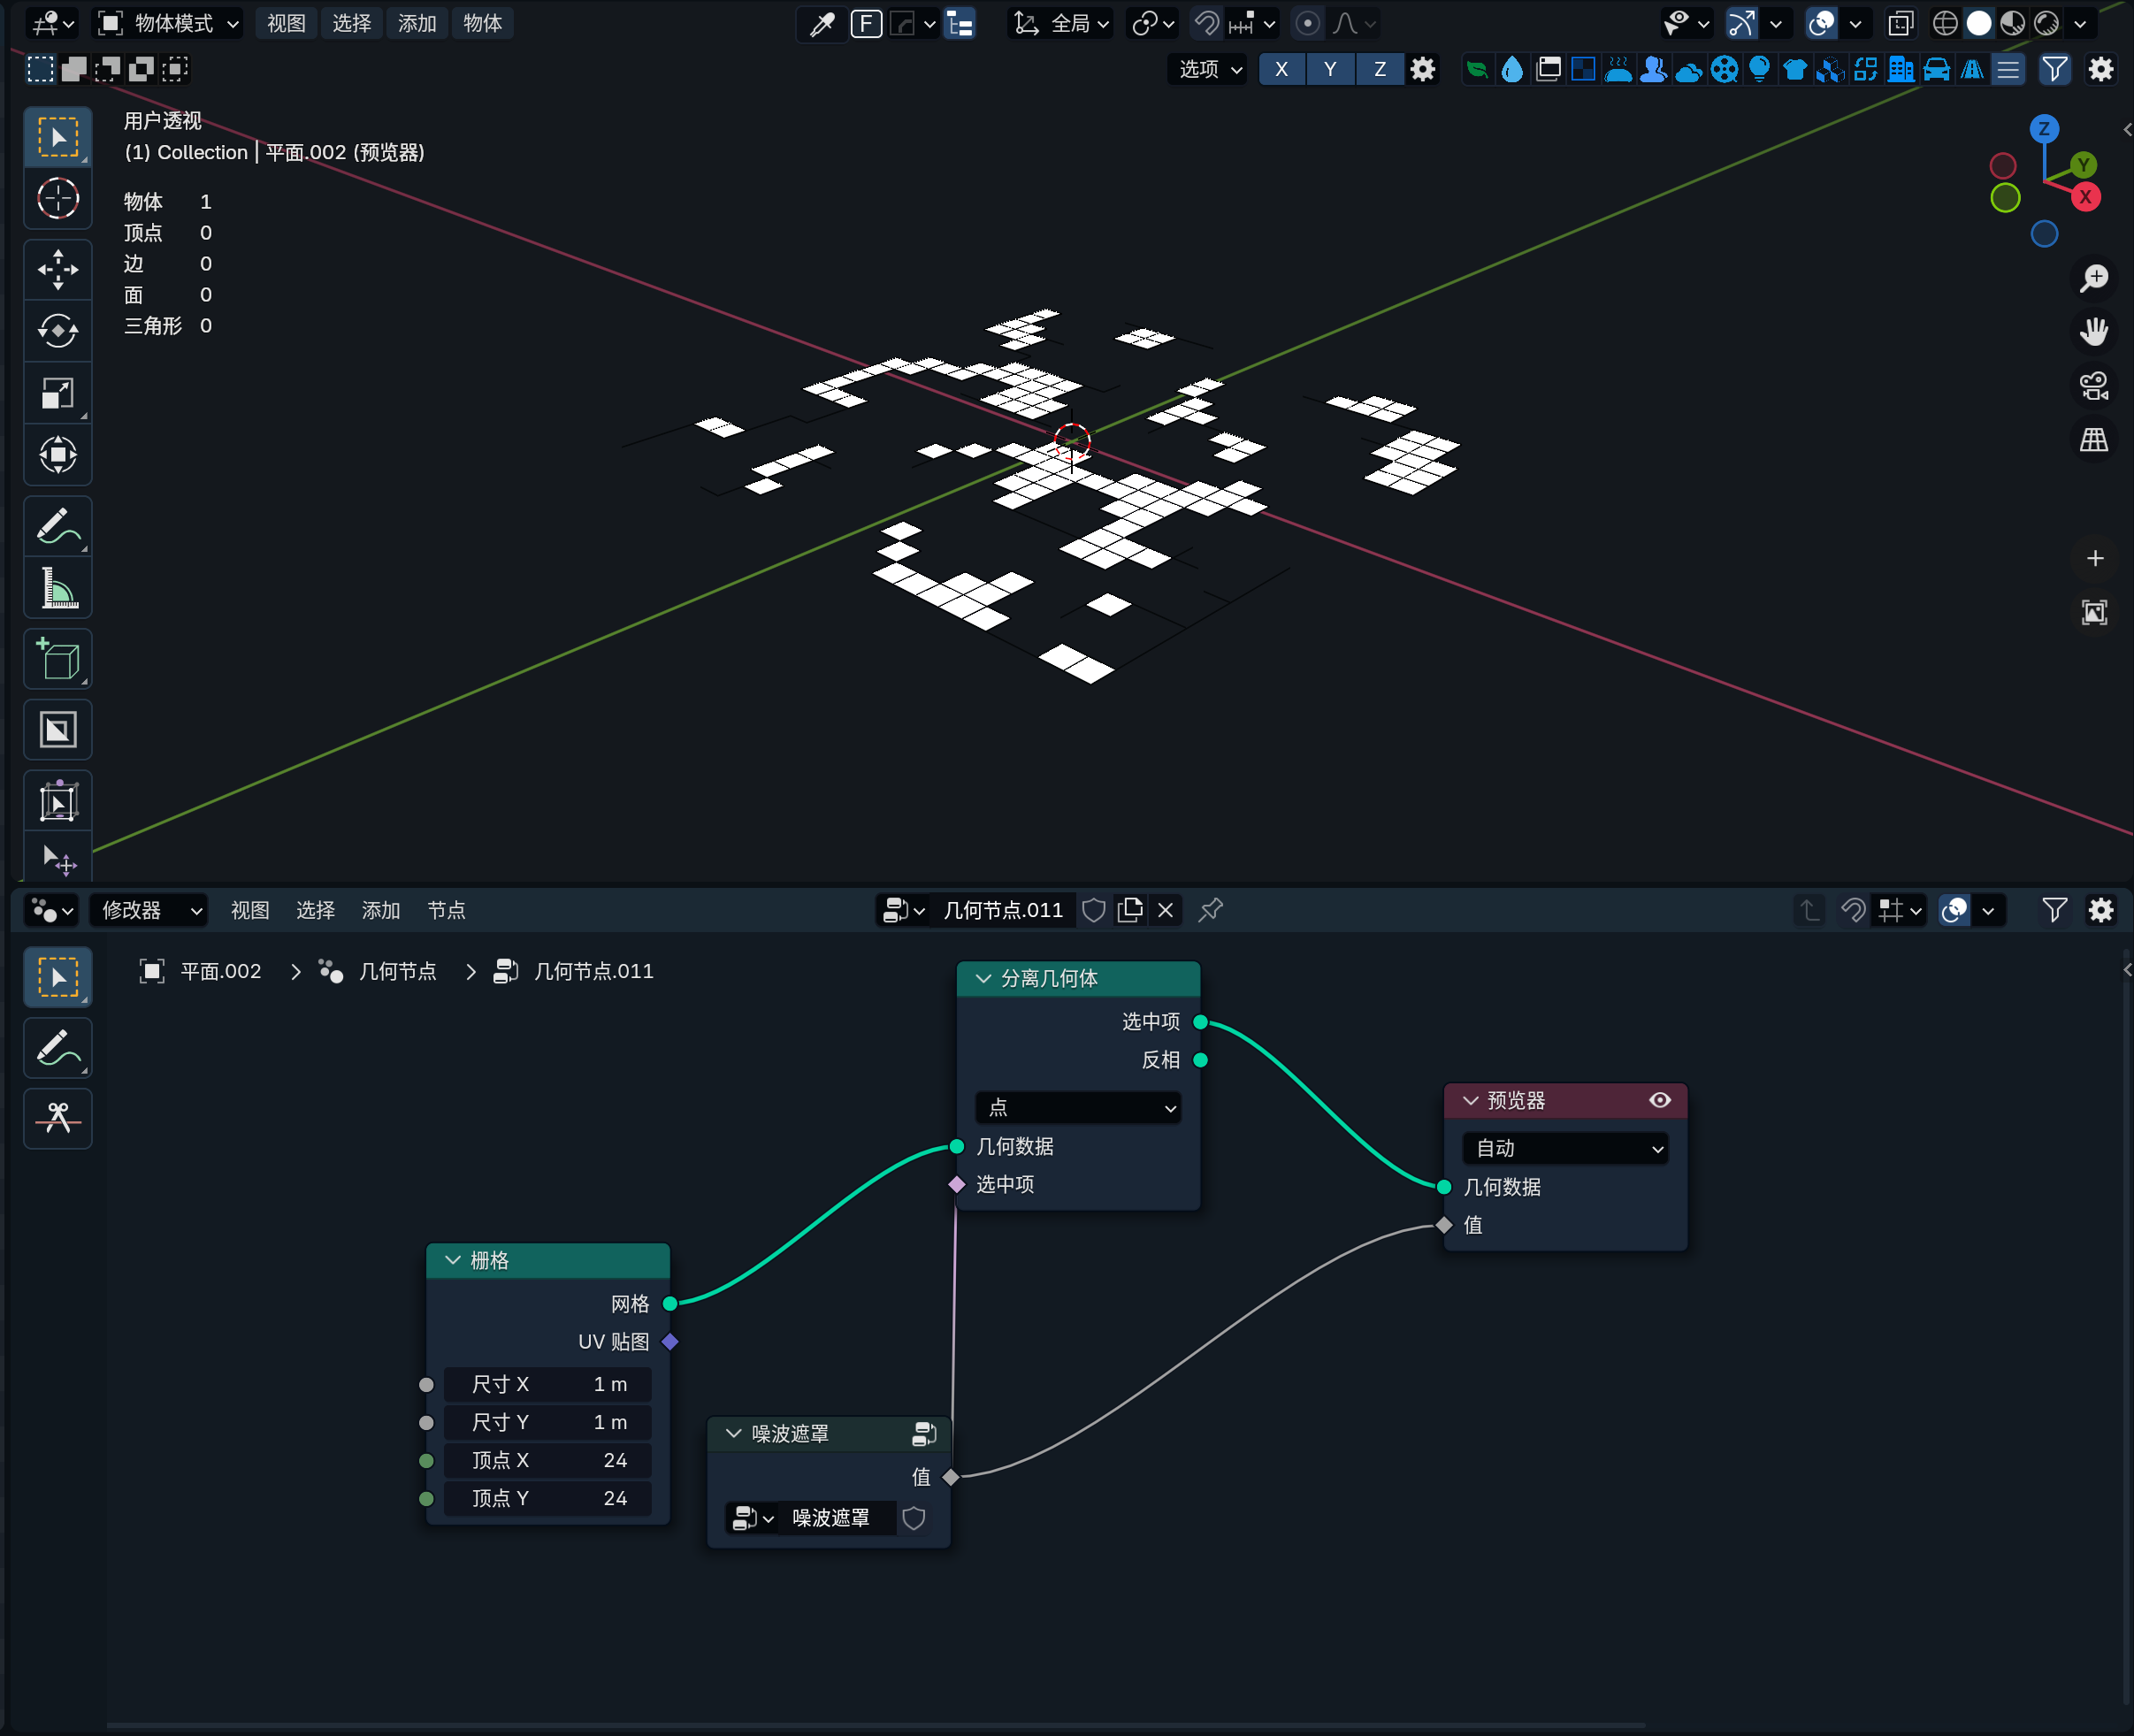 物体模式 视图 选择 添加 物体 F 全局
选项 X Y Z
用户透视
(1) Collection | 平面.002 (预览器)
物体 1
顶点 0
边 0
面 0
三角形 0
Z
Y
X
修改器 视图 选择 添加 节点 几何节点.011
平面.002 > 几何节点 > 几何节点.011
分离几何体
选中项
反相
点
几何数据
选中项
预览器
自动
几何数据
值
栅格
网格
UV 贴图
尺寸 X 1 m
尺寸 Y 1 m
顶点 X 24
顶点 Y 24
噪波遮罩
值
噪波遮罩